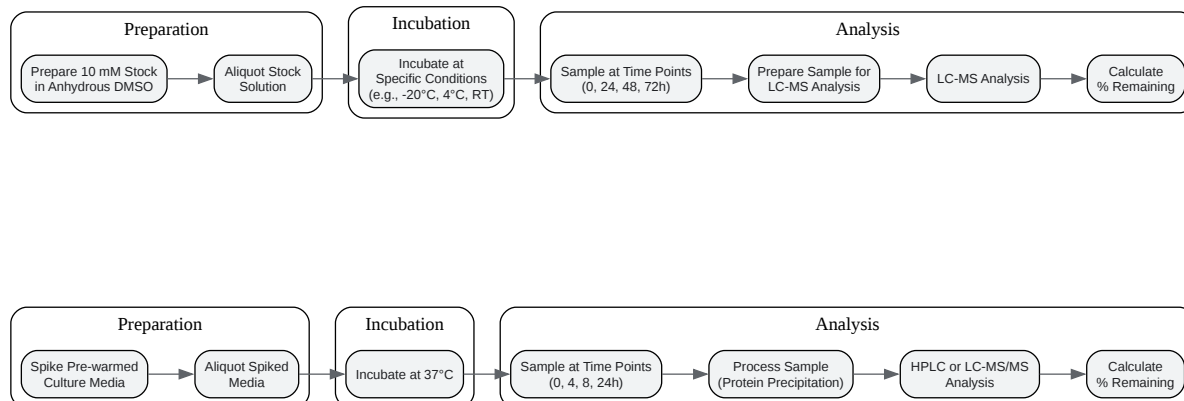 Preparation
Prepare 10 mM Stock
in Anhydrous DMSO
Aliquot Stock
Solution
Incubation
Incubate at
Specific Conditions
(e.g., -20°C, 4°C, RT)
Analysis
Sample at Time Points
(0, 24, 48, 72h)
Prepare Sample for
LC-MS Analysis
LC-MS Analysis
Calculate
% Remaining
Preparation
Spike Pre-warmed
Culture Media
Aliquot Spiked
Media
Incubation
Incubate at 37°C
Analysis
Sample at Time Points
(0, 4, 8, 24h)
Process Sample
(Protein Precipitation)
HPLC or LC-MS/MS
Analysis
Calculate
% Remaining